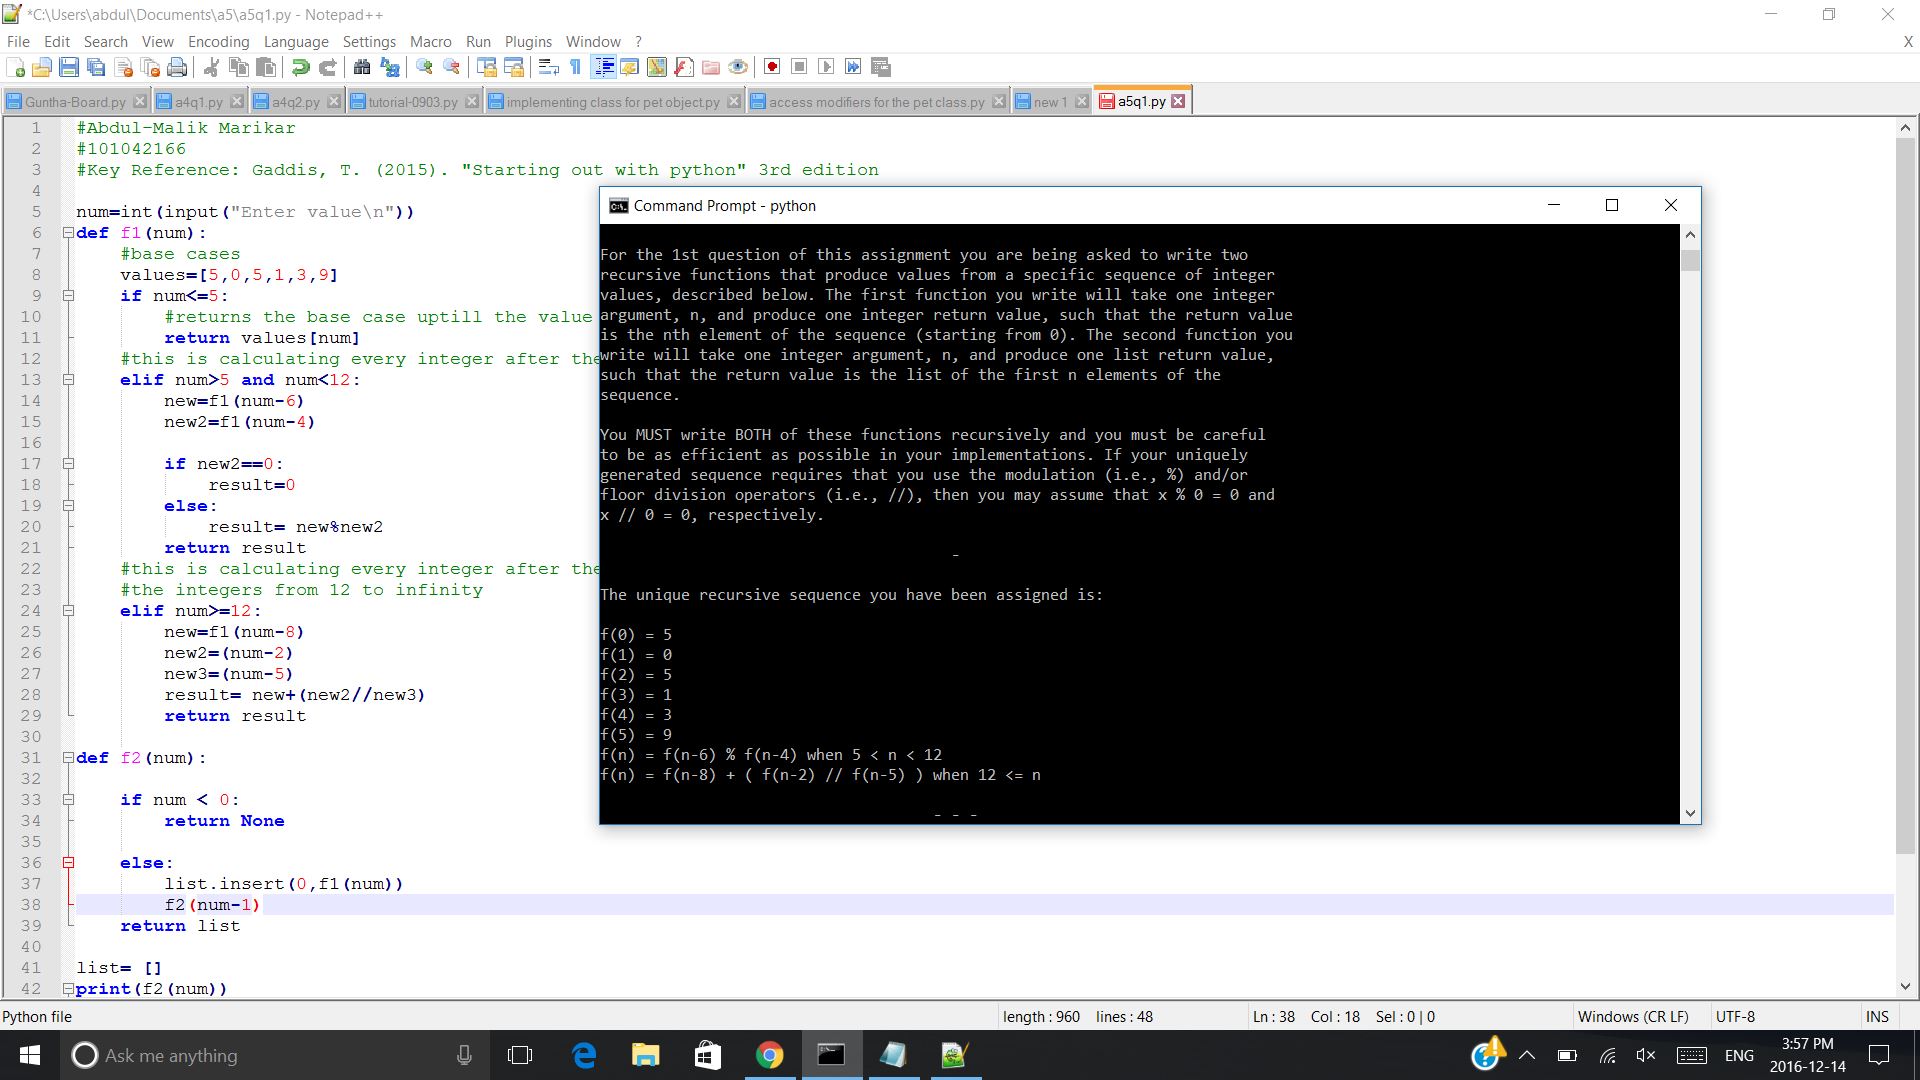 *C:\Users\abdul\Documents\a5\a5q1.py - Notepad++
File Edit Search View Encoding Language Settings Macro Run Plugins Window ? X
Guntha-Board.py a4q1.py a4q2.py tutorial-0903.py implementing class for pet object.py access modifiers for the pet class.py new 1 a5q1.py
1 #Abdul-Malik Marikar
2 #101042166
3 #Key Reference: Gaddis, T. (2015). "Starting out with python" 3rd edition
4
5 num=int(input("Enter value\n"))
6 def f1(num):
7 #base cases
8 values=[5,0,5,1,3,9]
9 if num<=5:
10 #returns the base case uptill the value
11 return values[num]
12 #this is calculating every integer after the
13 elif num>5 and num<12:
14 new=f1(num-6)
15 new2=f1(num-4)
16
17 if new2==0:
18 result=0
19 else:
20 result= new%new2
21 return result
22 #this is calculating every integer after the
23 #the integers from 12 to infinity
24 elif num>=12:
25 new=f1(num-8)
26 new2=(num-2)
27 new3=(num-5)
28 result= new+(new2//new3)
29 return result
30
31 def f2(num):
32
33 if num < 0:
34 return None
35
36 else:
37 list.insert(0,f1(num))
38 f2(num-1)
39 return list
40
41 list= []
42 print(f2(num))
Command Prompt - python
For the 1st question of this assignment you are being asked to write two
recursive functions that produce values from a specific sequence of integer
values, described below. The first function you write will take one integer
argument, n, and produce one integer return value, such that the return value
is the nth element of the sequence (starting from 0). The second function you
write will take one integer argument, n, and produce one list return value,
such that the return value is the list of the first n elements of the
sequence.
You MUST write BOTH of these functions recursively and you must be careful
to be as efficient as possible in your implementations. If your uniquely
generated sequence requires that you use the modulation (i.e., %) and/or
floor division operators (i.e., //), then you may assume that x % 0 = 0 and
x // 0 = 0, respectively.
-
The unique recursive sequence you have been assigned is:
f(0) = 5
f(1) = 0
f(2) = 5
f(3) = 1
f(4) = 3
f(5) = 9
f(n) = f(n-6) % f(n-4) when 5 < n < 12
f(n) = f(n-8) + ( f(n-2) // f(n-5) ) when 12 <= n
- - -
Python file length : 960 lines : 48 Ln : 38 Col : 18 Sel : 0 | 0 Windows (CR LF) UTF-8 INS
Ask me anything ENG 3:57 PM
2016-12-14